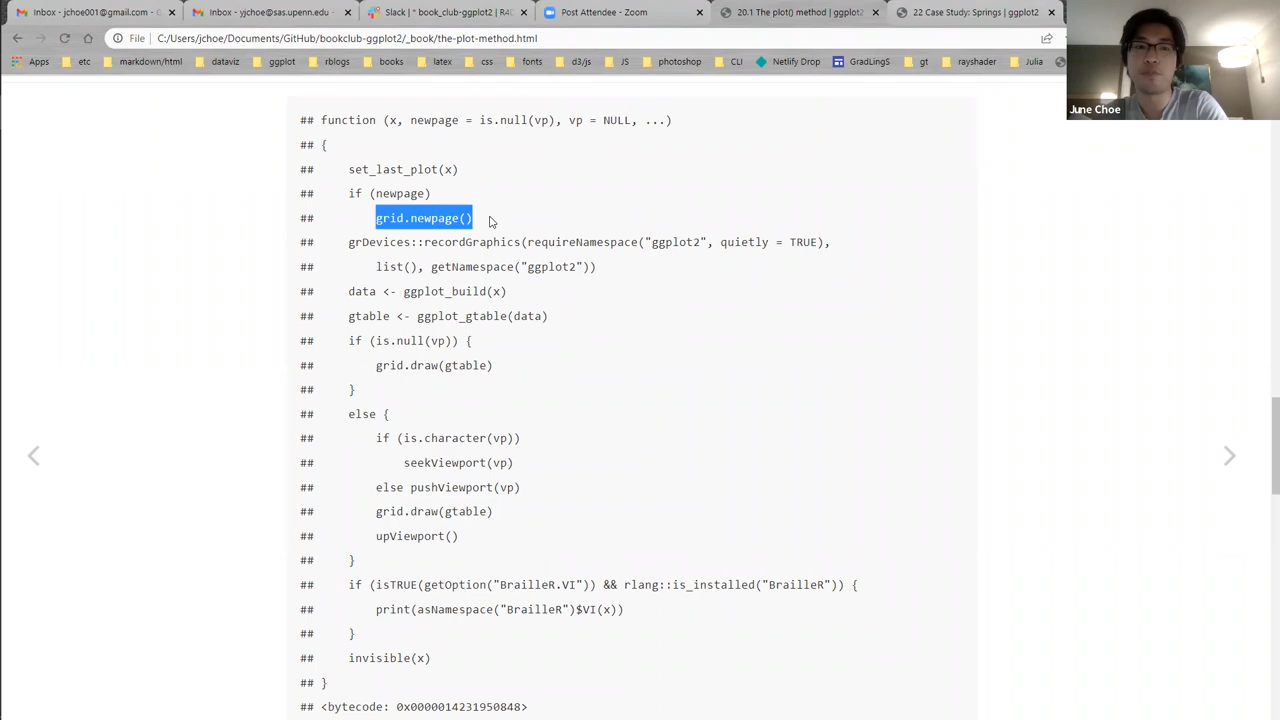 Inbox - jchoe001@gmail.com - G
Inbox - yjchoe@sas.upenn.edu -
Slack | * book_club-ggplot2 | R4D
Post Attendee - Zoom
20.1 The plot() method | ggplot2
22 Case Study: Springs | ggplot2
File | C:/Users/jchoe/Documents/GitHub/bookclub-ggplot2/_book/the-plot-method.html
Apps etc markdown/html dataviz ggplot rblogs books latex css fonts d3/js JS photoshop CLI Netlify Drop GradLingS gt rayshader Julia
June Choe
## function (x, newpage = is.null(vp), vp = NULL, ...)
## {
## set_last_plot(x)
## if (newpage)
## grid.newpage()
## grDevices::recordGraphics(requireNamespace("ggplot2", quietly = TRUE),
## list(), getNamespace("ggplot2"))
## data <- ggplot_build(x)
## gtable <- ggplot_gtable(data)
## if (is.null(vp)) {
## grid.draw(gtable)
## }
## else {
## if (is.character(vp))
## seekViewport(vp)
## else pushViewport(vp)
## grid.draw(gtable)
## upViewport()
## }
## if (isTRUE(getOption("BrailleR.VI")) && rlang::is_installed("BrailleR")) {
## print(asNamespace("BrailleR")$VI(x))
## }
## invisible(x)
## }
## <bytecode: 0x0000014231950848>